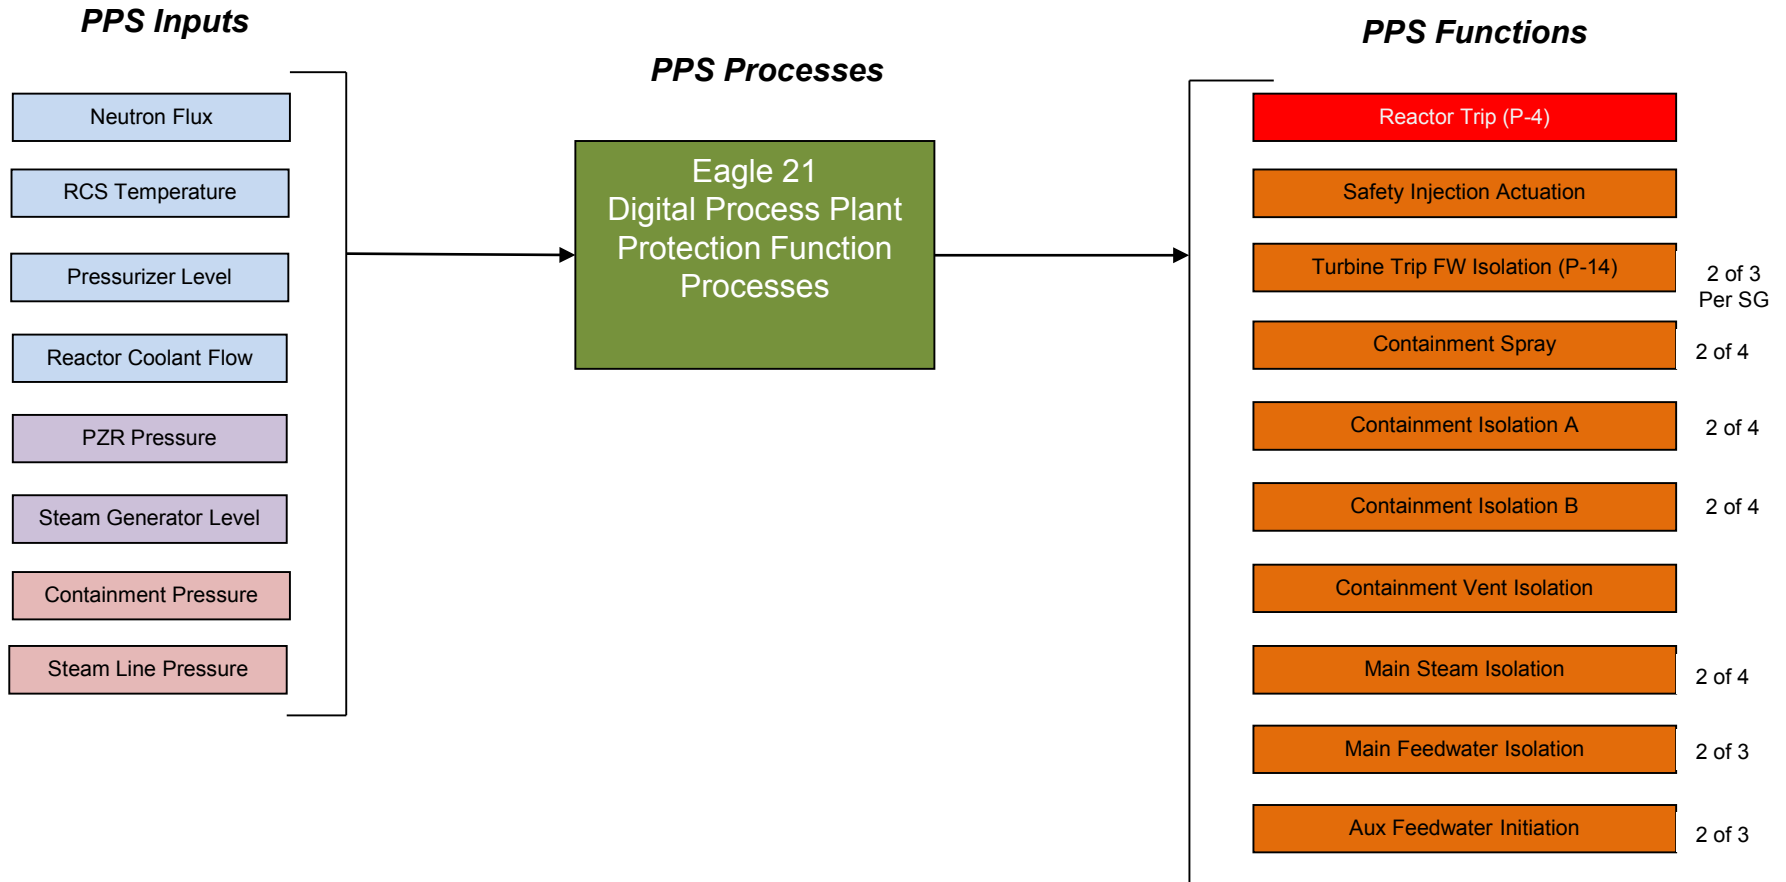 PPS Inputs
Neutron Flux
RCS Temperature
Pressurizer Level
Reactor Coolant Flow
PZR Pressure
Steam Generator Level
Containment Pressure
Steam Line Pressure
PPS Processes
Eagle 21
Digital Process Plant
Protection Function
Processes
PPS Functions
Reactor Trip (P-4)
Safety Injection Actuation
Turbine Trip FW Isolation (P-14)
2 of 3
Per SG
Containment Spray
2 of 4
Containment Isolation A
2 of 4
Containment Isolation B
2 of 4
Containment Vent Isolation
Main Steam Isolation
2 of 4
Main Feedwater Isolation
2 of 3
Aux Feedwater Initiation
2 of 3